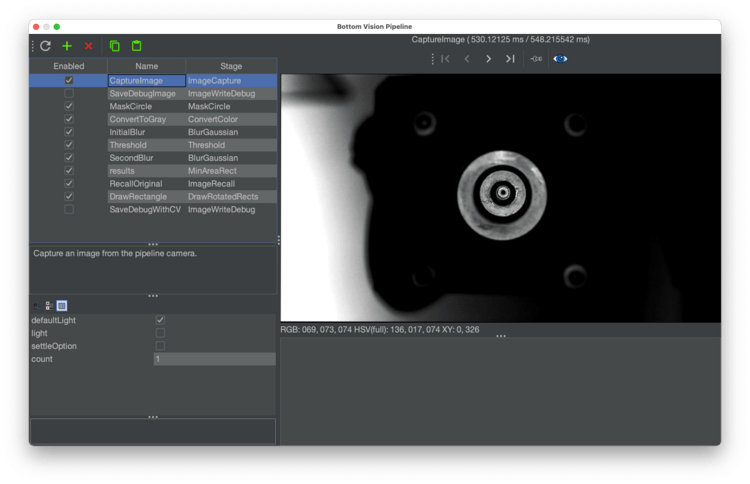 Bottom Vision Pipeline
CaptureImage ( 530.12125 ms / 548.215542 ms)
Enabled Name Stage
CaptureImage ImageCapture
SaveDebugImage ImageWriteDebug
MaskCircle MaskCircle
ConvertToGray ConvertColor
InitialBlur BlurGaussian
Threshold Threshold
SecondBlur BlurGaussian
results MinAreaRect
RecallOriginal ImageRecall
DrawRectangle DrawRotatedRects
SaveDebugWithCV ImageWriteDebug
Capture an image from the pipeline camera.
defaultLight
light
settleOption
count 1
RGB: 069, 073, 074 HSV(full): 136, 017, 074 XY: 0, 326